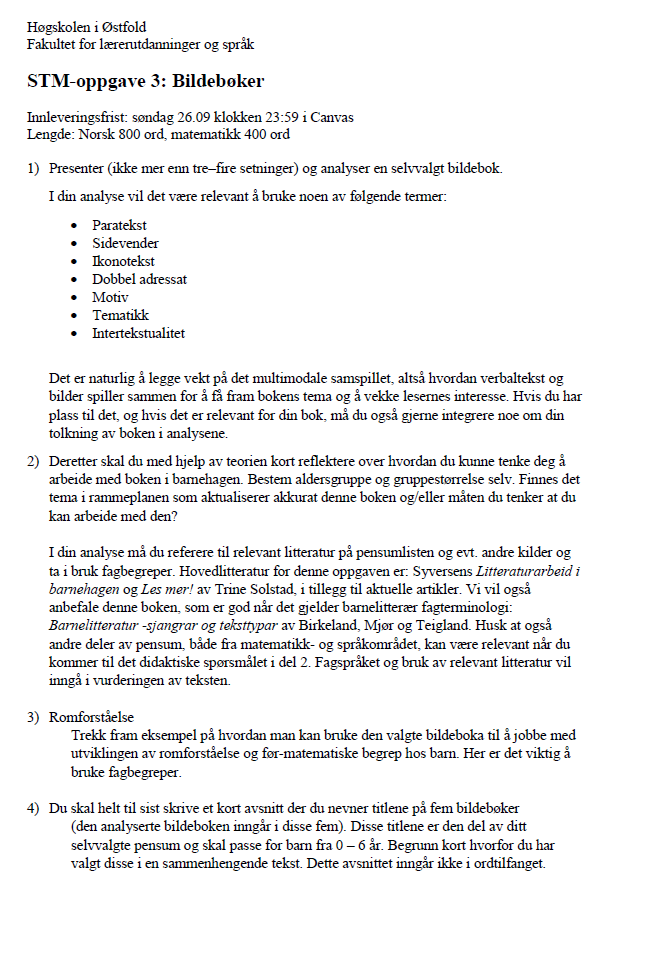 Høgskolen i Østfold
Fakultet for lærerutdanninger og språk
STM-oppgave 3: Bildebøker
Innleveringsfrist: søndag 26.09 klokken 23:59 i Canvas
Lengde: Norsk 800 ord, matematikk 400 ord
1) Presenter (ikke mer enn tre–fire setninger) og analyser en selvvalgt bildebok.
I din analyse vil det være relevant å bruke noen av følgende termer:
• Paratekst
• Sidevender
• Ikonotekst
• Dobbel adressat
• Motiv
• Tematikk
• Intertekstualitet
Det er naturlig å legge vekt på det multimodale samspillet, altså hvordan verbaltekst og
bilder spiller sammen for å få fram bokens tema og å vekke lesernes interesse. Hvis du har
plass til det, og hvis det er relevant for din bok, må du også gjerne integrere noe om din
tolkning av boken i analysene.
2) Deretter skal du med hjelp av teorien kort reflektere over hvordan du kunne tenke deg å
arbeide med boken i barnehagen. Bestem aldersgruppe og gruppestørrelse selv. Finnes det
tema i rammeplanen som aktualiserer akkurat denne boken og/eller måten du tenker at du
kan arbeide med den?
I din analyse må du referere til relevant litteratur på pensumlisten og evt. andre kilder og
ta i bruk fagbegreper. Hovedlitteratur for denne oppgaven er: Syversens Litteraturarbeid i
barnehagen og Les mer! av Trine Solstad, i tillegg til aktuelle artikler. Vi vil også
anbefale denne boken, som er god når det gjelder barnelitterær fagterminologi:
Barnelitteratur -sjangrar og teksttypar av Birkeland, Mjør og Teigland. Husk at også
andre deler av pensum, både fra matematikk- og språkområdet, kan være relevant når du
kommer til det didaktiske spørsmålet i del 2. Fagspråket og bruk av relevant litteratur vil
inngå i vurderingen av teksten.
3) Romforståelse
Trekk fram eksempel på hvordan man kan bruke den valgte bildeboka til å jobbe med
utviklingen av romforståelse og før-matematiske begrep hos barn. Her er det viktig å
bruke fagbegreper.
4) Du skal helt til sist skrive et kort avsnitt der du nevner titlene på fem bildebøker
(den analyserte bildeboken inngår i disse fem). Disse titlene er den del av ditt
selvvalgte pensum og skal passe for barn fra 0 – 6 år. Begrunn kort hvorfor du har
valgt disse i en sammenhengende tekst. Dette avsnittet inngår ikke i ordtilfanget.